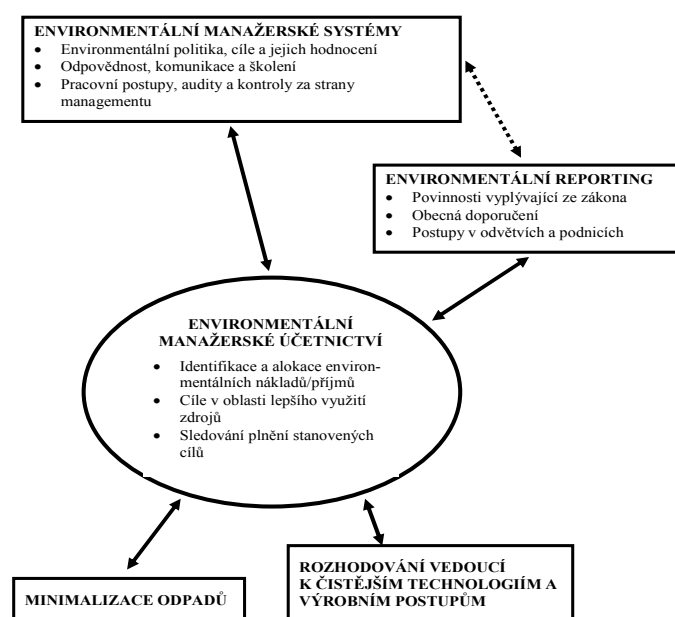 ENVIRONMENTÁLNÍ MANAŽERSKÉ SYSTÉMY
• Environmentální politika, cíle a jejich hodnocení
• Odpovědnost, komunikace a školení
• Pracovní postupy, audity a kontroly za strany
managementu
ENVIRONMENTÁLNÍ REPORTING
• Povinnosti vyplývající ze zákona
• Obecná doporučení
• Postupy v odvětvích a podnicích
ENVIRONMENTÁLNÍ
MANAŽERSKÉ ÚČETNICTVÍ
• Identifikace a alokace environ-
mentálních nákladů/příjmů
• Cíle v oblasti lepšího využití
zdrojů
• Sledování plnění stanovených
cílů
MINIMALIZACE ODPADŮ
ROZHODOVÁNÍ VEDOUCÍ
K ČISTĚJŠÍM TECHNOLOGIÍM A
VÝROBNÍM POSTUPŮM